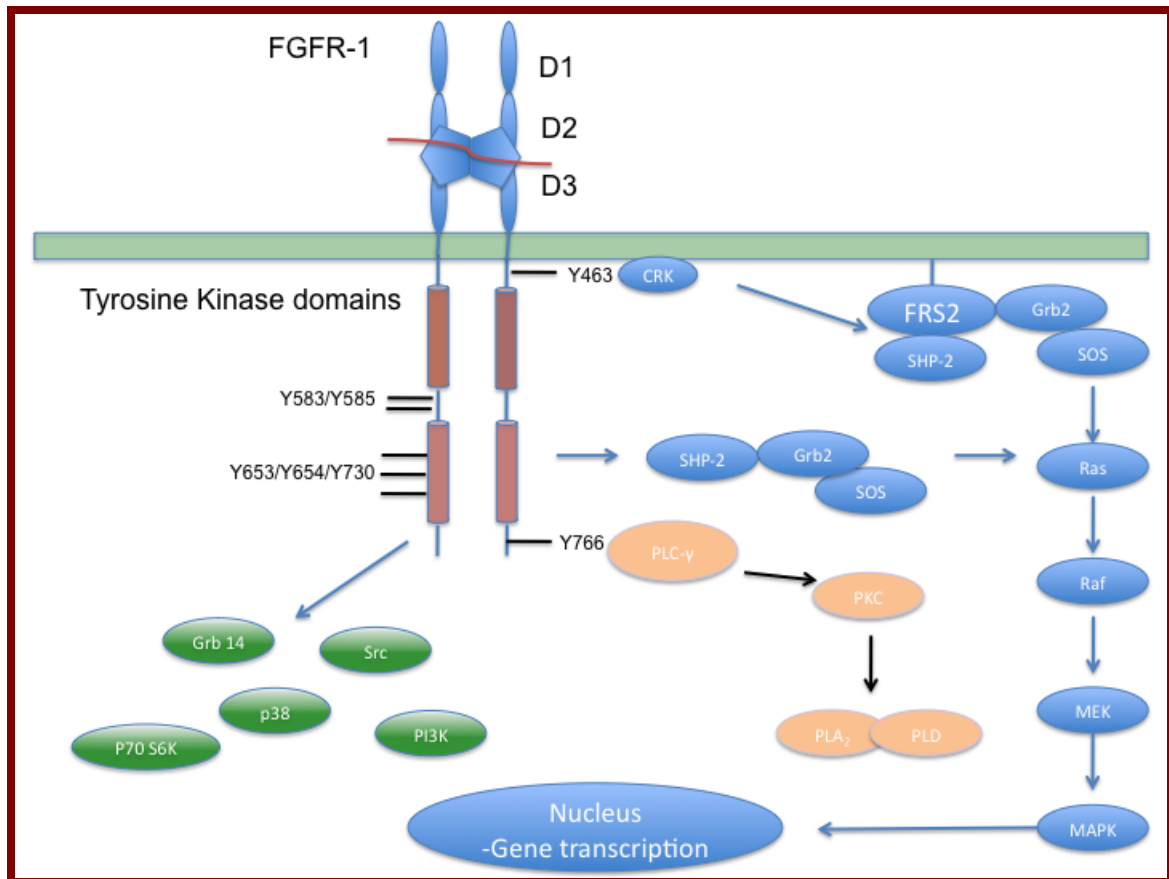 FGFR-1
D1
D2
D3
Y463
CRK
Tyrosine Kinase domains
FRS2
Grb2
SHP-2
SOS
Y583/Y585
Y653/Y654/Y730
SHP-2
Grb2
SOS
Ras
Y766
PLC-γ
PKC
Raf
Grb 14
Src
p38
P70 S6K
PI3K
PLA₂
PLD
MEK
Nucleus
-Gene transcription
MAPK